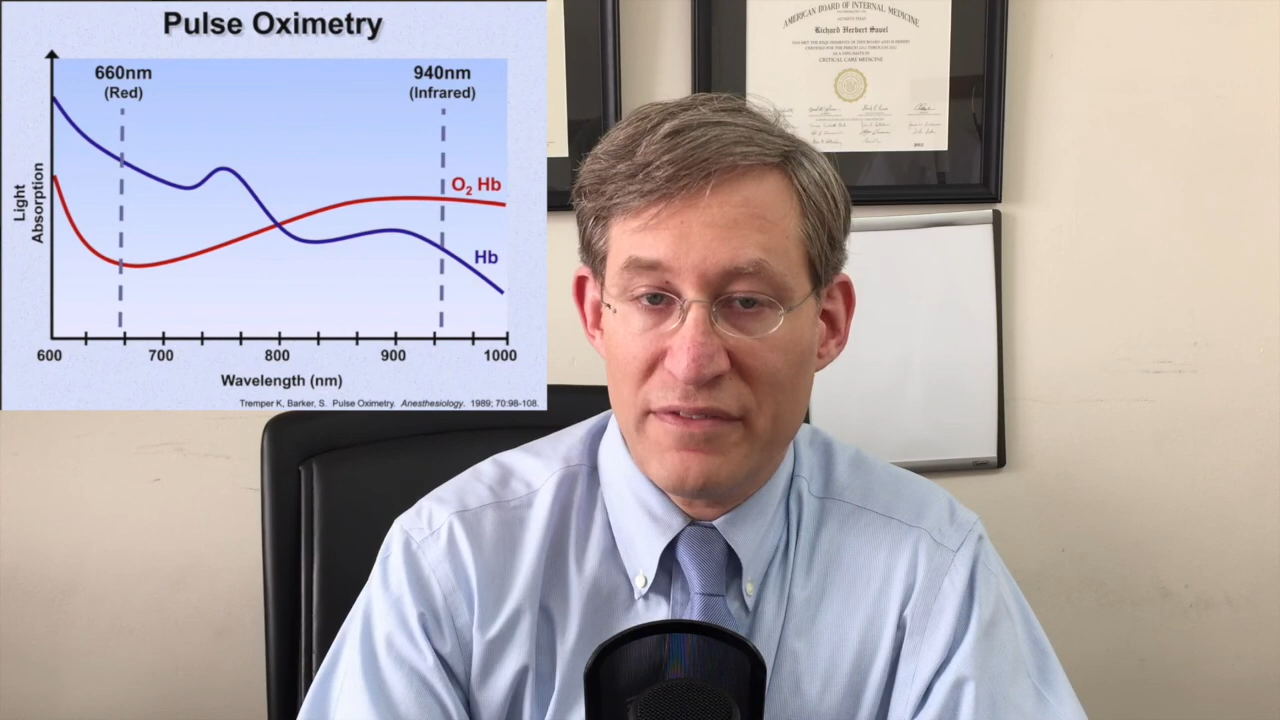 Pulse Oximetry
660nm
(Red)
940nm
(Infrared)
Light
Absorption
O2 Hb
Hb
600
700
800
900
1000
Wavelength (nm)
Tremper K, Barker, S. Pulse Oximetry. Anesthesiology. 1989; 70:98-108.
AMERICAN BOARD OF INTERNAL MEDICINE
Richard Herbert Savel
CRITICAL CARE MEDICINE